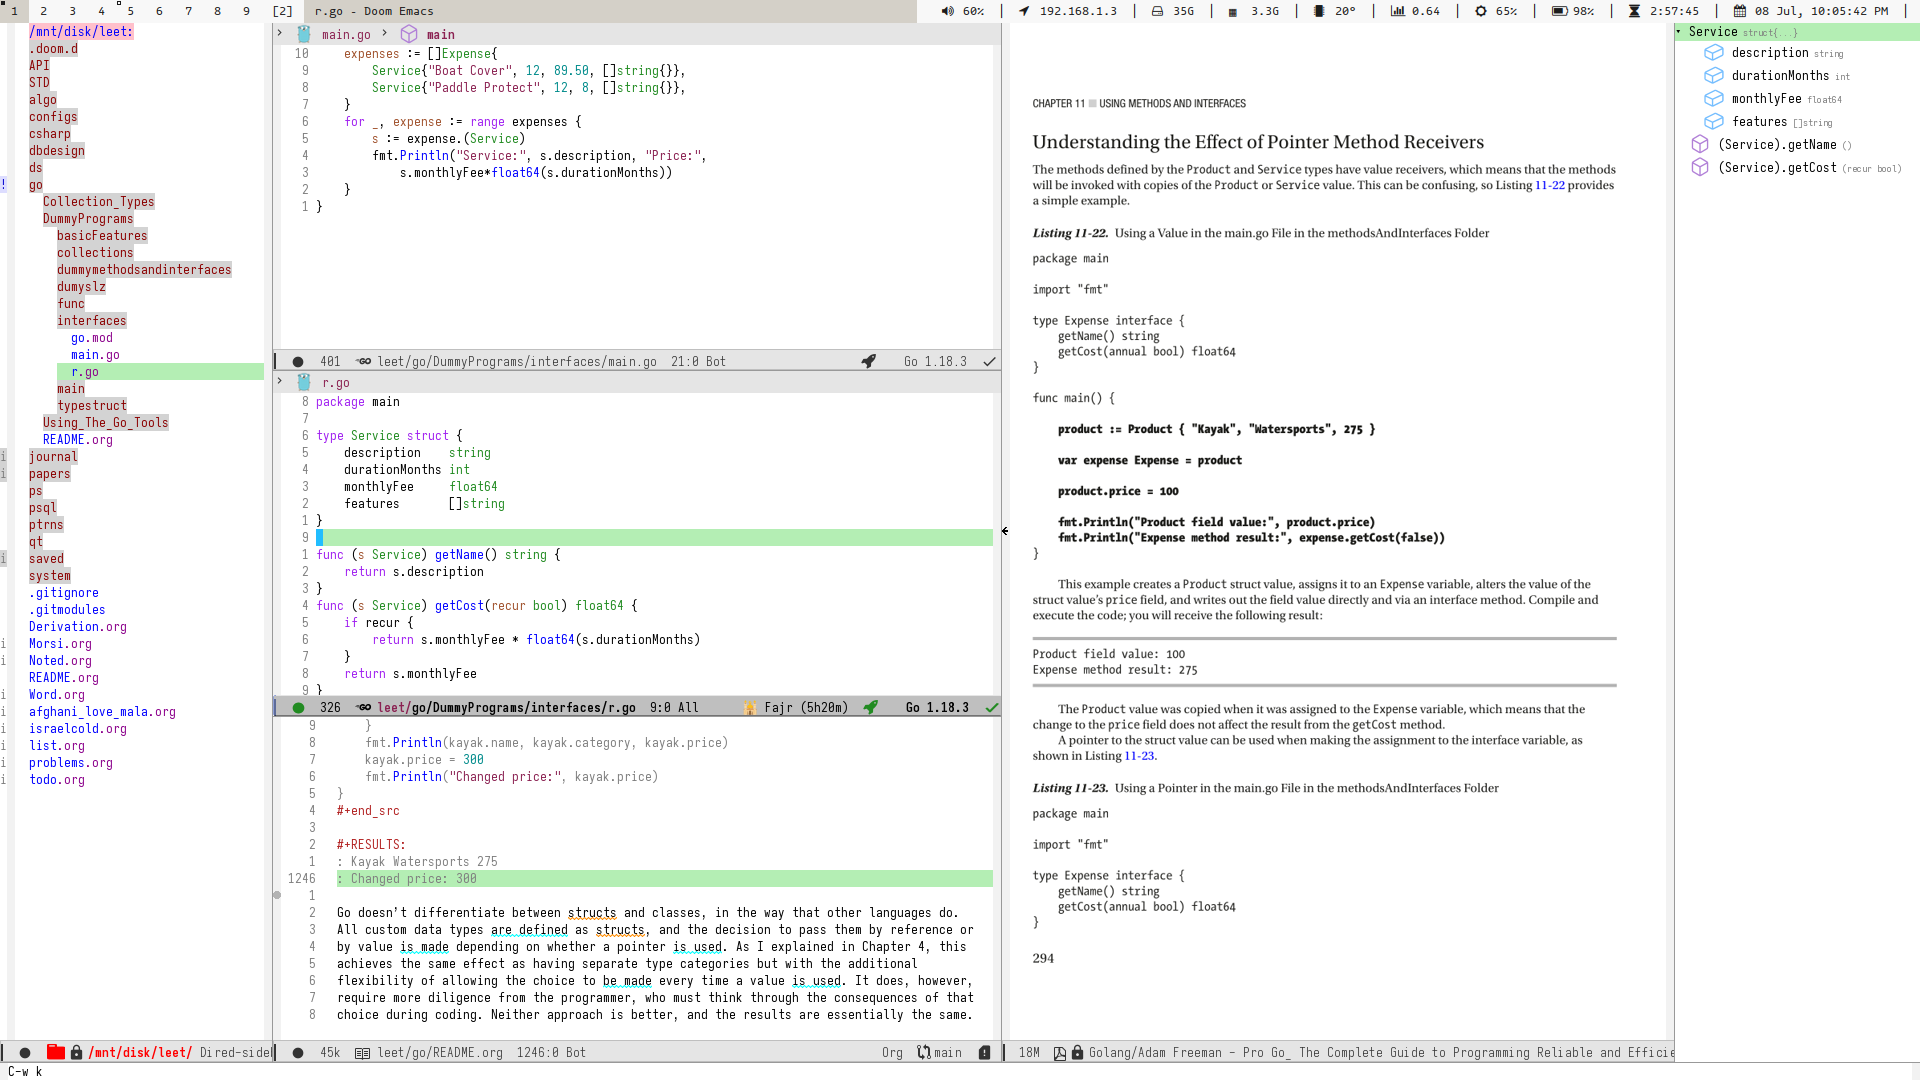 1 2 3 4 5 6 7 8 9 [2] r.go - Doom Emacs 60% | 192.168.1.3 | 35G | 3.3G | 20° | 0.64 | 65% | 98% | 2:57:45 | 08 Jul, 10:05:42 PM |
/mnt/disk/leet:
.doom.d
API
STD
algo
configs
csharp
dbdesign
ds
! go
Collection_Types
DummyPrograms
basicFeatures
collections
dummymethodsandinterfaces
dumyslz
func
interfaces
go.mod
main.go
r.go
main
typestruct
Using_The_Go_Tools
README.org
i journal
i papers
ps
psql
ptrns
qt
i saved
system
.gitignore
.gitmodules
Derivation.org
i Morsi.org
i Noted.org
README.org
i Word.org
i afghani_love_mala.org
i israelcold.org
i list.org
i problems.org
i todo.org
/mnt/disk/leet/ Dired-side
> main.go > main
10 expenses := []Expense{
9 Service{"Boat Cover", 12, 89.50, []string{}},
8 Service{"Paddle Protect", 12, 8, []string{}},
7 }
6 for _, expense := range expenses {
5 s := expense.(Service)
4 fmt.Println("Service:", s.description, "Price:",
3 s.monthlyFee*float64(s.durationMonths))
2 }
1 }
401 GO leet/go/DummyPrograms/interfaces/main.go 21:0 Bot Go 1.18.3
> r.go
8 package main
7
6 type Service struct {
5 description string
4 durationMonths int
3 monthlyFee float64
2 features []string
1 }
9
1 func (s Service) getName() string {
2 return s.description
3 }
4 func (s Service) getCost(recur bool) float64 {
5 if recur {
6 return s.monthlyFee * float64(s.durationMonths)
7 }
8 return s.monthlyFee
9 }
326 GO leet/go/DummyPrograms/interfaces/r.go 9:0 All Fajr (5h20m) Go 1.18.3
9 }
8 fmt.Println(kayak.name, kayak.category, kayak.price)
7 kayak.price = 300
6 fmt.Println("Changed price:", kayak.price)
5 }
4 #+end_src
3
2 #+RESULTS:
1 : Kayak Watersports 275
1246 : Changed price: 300
1
2 Go doesn't differentiate between structs and classes, in the way that other languages do.
3 All custom data types are defined as structs, and the decision to pass them by reference or
4 by value is made depending on whether a pointer is used. As I explained in Chapter 4, this
5 achieves the same effect as having separate type categories but with the additional
6 flexibility of allowing the choice to be made every time a value is used. It does, however,
7 require more diligence from the programmer, who must think through the consequences of that
8 choice during coding. Neither approach is better, and the results are essentially the same.
45k leet/go/README.org 1246:0 Bot Org main
CHAPTER 11 USING METHODS AND INTERFACES
Understanding the Effect of Pointer Method Receivers
The methods defined by the Product and Service types have value receivers, which means that the methods
will be invoked with copies of the Product or Service value. This can be confusing, so Listing 11-22 provides
a simple example.
Listing 11-22. Using a Value in the main.go File in the methodsAndInterfaces Folder
package main
import "fmt"
type Expense interface {
getName() string
getCost(annual bool) float64
}
func main() {
product := Product { "Kayak", "Watersports", 275 }
var expense Expense = product
product.price = 100
fmt.Println("Product field value:", product.price)
fmt.Println("Expense method result:", expense.getCost(false))
}
This example creates a Product struct value, assigns it to an Expense variable, alters the value of the
struct value's price field, and writes out the field value directly and via an interface method. Compile and
execute the code; you will receive the following result:
Product field value: 100
Expense method result: 275
The Product value was copied when it was assigned to the Expense variable, which means that the
change to the price field does not affect the result from the getCost method.
A pointer to the struct value can be used when making the assignment to the interface variable, as
shown in Listing 11-23.
Listing 11-23. Using a Pointer in the main.go File in the methodsAndInterfaces Folder
package main
import "fmt"
type Expense interface {
getName() string
getCost(annual bool) float64
}
294
18M Golang/Adam Freeman - Pro Go_ The Complete Guide to Programming Reliable and Efficie
Service struct{...}
description string
durationMonths int
monthlyFee float64
features []string
(Service).getName ()
(Service).getCost (recur bool)
C-w k